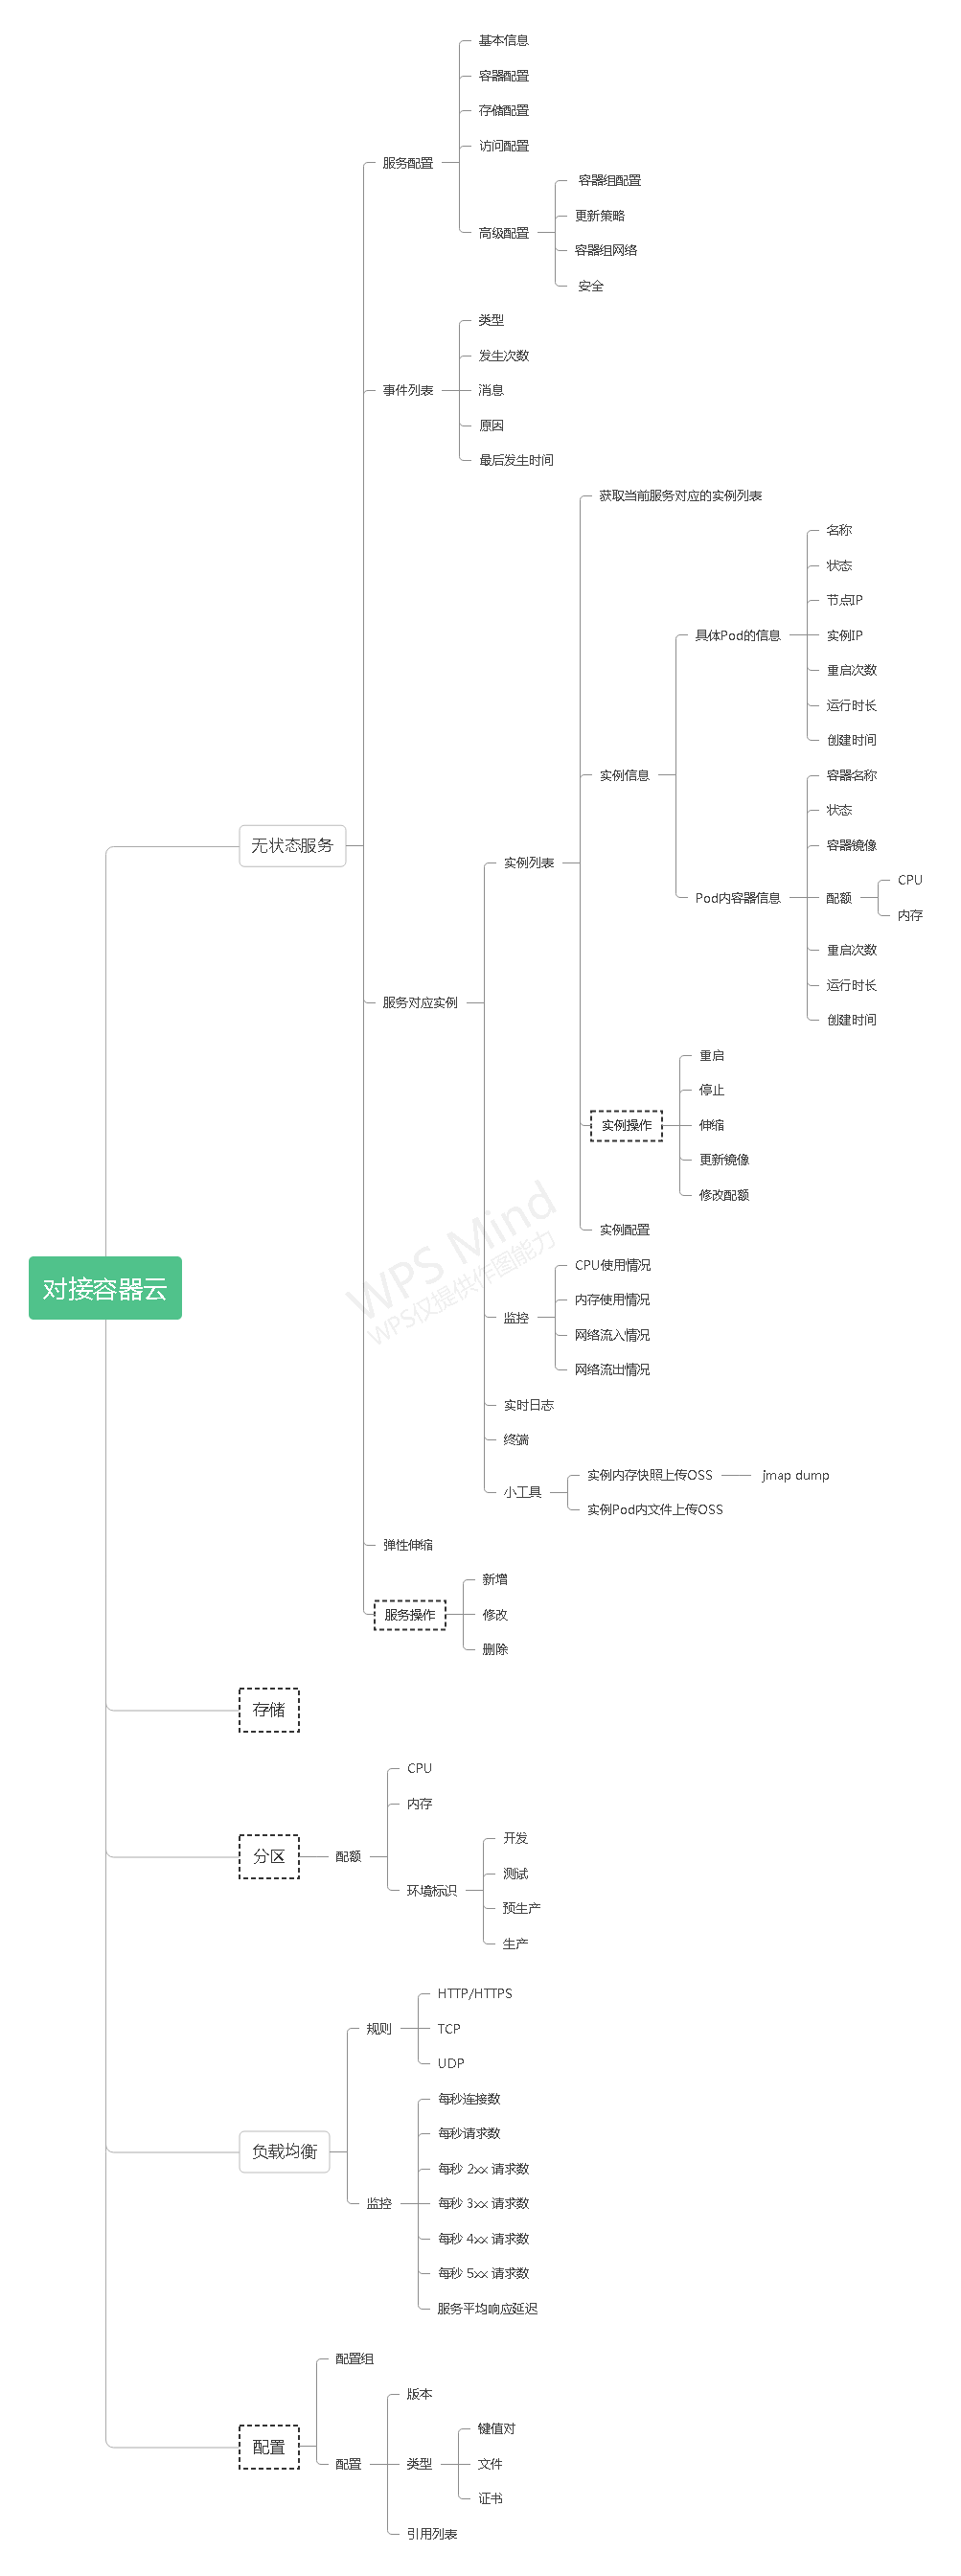 对接容器云
无状态服务
服务配置
基本信息
容器配置
存储配置
访问配置
高级配置
容器组配置
更新策略
容器组网络
安全
事件列表
类型
发生次数
消息
原因
最后发生时间
服务对应实例
实例列表
获取当前服务对应的实例列表
实例信息
具体Pod的信息
名称
状态
节点IP
实例IP
重启次数
运行时长
创建时间
Pod内容器信息
容器名称
状态
容器镜像
配额
CPU
内存
重启次数
运行时长
创建时间
实例操作
重启
停止
伸缩
更新镜像
修改配额
实例配置
监控
CPU使用情况
内存使用情况
网络流入情况
网络流出情况
实时日志
终端
小工具
实例内存快照上传OSS
jmap dump
实例Pod内文件上传OSS
弹性伸缩
服务操作
新增
修改
删除
存储
分区
配额
CPU
内存
环境标识
开发
测试
预生产
生产
负载均衡
规则
HTTP/HTTPS
TCP
UDP
监控
每秒连接数
每秒请求数
每秒 2xx 请求数
每秒 3xx 请求数
每秒 4xx 请求数
每秒 5xx 请求数
服务平均响应延迟
配置
配置组
配置
版本
类型
键值对
文件
证书
引用列表
WPS Mind
WPS仅提供作图能力